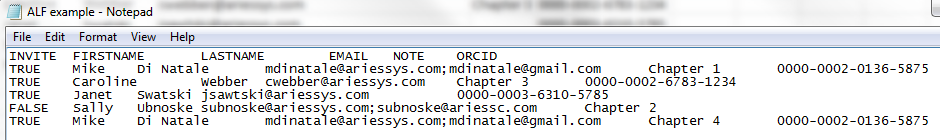 ALF example - Notepad
File Edit Format View Help
INVITE FIRSTNAME LASTNAME EMAIL NOTE ORCID
TRUE Mike Di Natale mdinatale@ariessys.com;mdinatale@gmail.com Chapter 1 0000-0002-0136-5875
TRUE Caroline Webber cwebber@ariessys.com Chapter 3 0000-0002-6783-1234
TRUE Janet Swatski jsawtski@ariessys.com 0000-0003-6310-5785
FALSE Sally Ubnoske subnoske@ariessys.com;subnoske@ariessc.com Chapter 2
TRUE Mike Di Natale mdinatale@ariessys.com;mdinatale@gmail.com Chapter 4 0000-0002-0136-5875